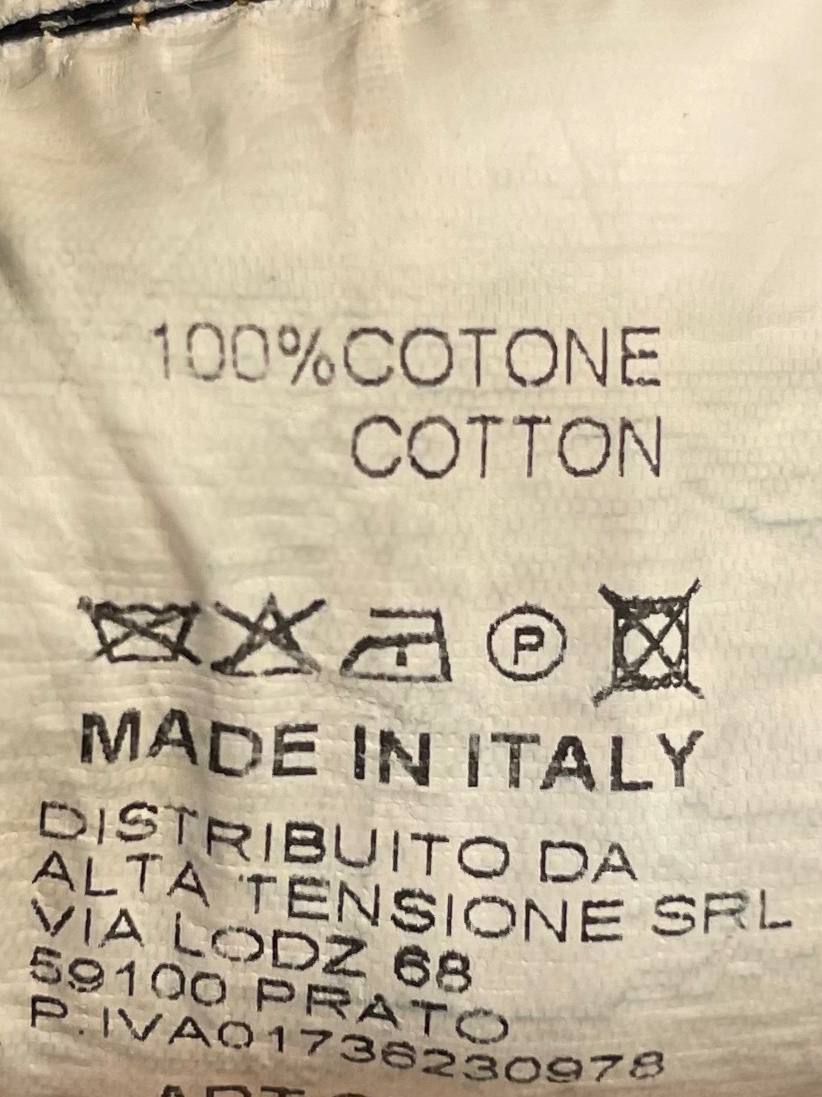 100%COTONE
COTTON
P
MADE IN ITALY
DISTRIBUITO DA
ALTA TENSIONE SRL
VIA LODZ 68
59100 PRATO
P.IVA01736230978